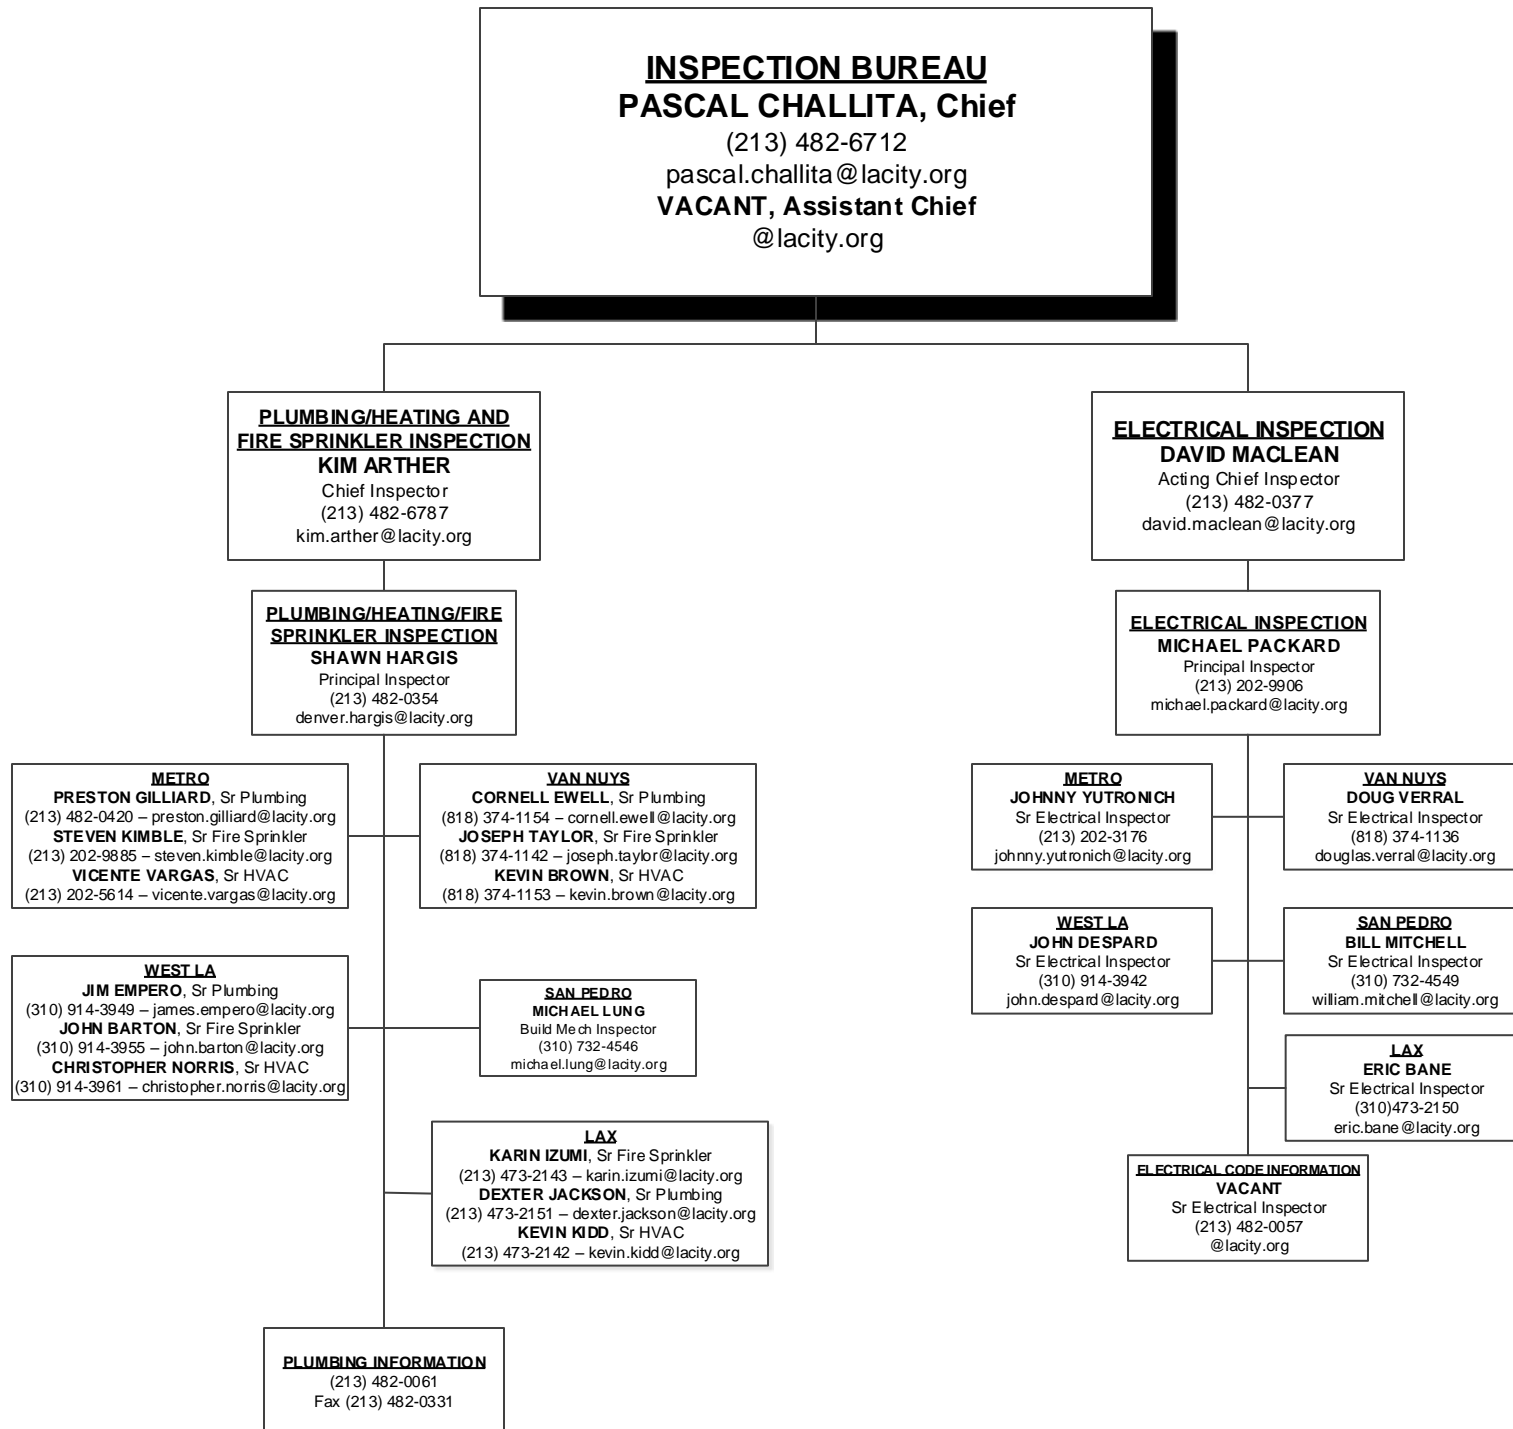 INSPECTION BUREAU
PASCAL CHALLITA, Chief
(213) 482-6712
pascal.challita@lacity.org
VACANT, Assistant Chief
@lacity.org
PLUMBING/HEATING AND
FIRE SPRINKLER INSPECTION
KIM ARTHER
Chief Inspector
(213) 482-6787
kim.arther@lacity.org
ELECTRICAL INSPECTION
DAVID MACLEAN
Acting Chief Inspector
(213) 482-0377
david.maclean@lacity.org
PLUMBING/HEATING/FIRE
SPRINKLER INSPECTION
SHAWN HARGIS
Principal Inspector
(213) 482-0354
denver.hargis@lacity.org
ELECTRICAL INSPECTION
MICHAEL PACKARD
Principal Inspector
(213) 202-9906
michael.packard@lacity.org
METRO
PRESTON GILLIARD, Sr Plumbing
(213) 482-0420 – preston.gilliard@lacity.org
STEVEN KIMBLE, Sr Fire Sprinkler
(213) 202-9885 – steven.kimble@lacity.org
VICENTE VARGAS, Sr HVAC
(213) 202-5614 – vicente.vargas@lacity.org
VAN NUYS
CORNELL EWELL, Sr Plumbing
(818) 374-1154 – cornell.ewell@lacity.org
JOSEPH TAYLOR, Sr Fire Sprinkler
(818) 374-1142 – joseph.taylor@lacity.org
KEVIN BROWN, Sr HVAC
(818) 374-1153 – kevin.brown@lacity.org
METRO
JOHNNY YUTRONICH
Sr Electrical Inspector
(213) 202-3176
johnny.yutronich@lacity.org
VAN NUYS
DOUG VERRAL
Sr Electrical Inspector
(818) 374-1136
douglas.verral@lacity.org
WEST LA
JIM EMPERO, Sr Plumbing
(310) 914-3949 – james.empero@lacity.org
JOHN BARTON, Sr Fire Sprinkler
(310) 914-3955 – john.barton@lacity.org
CHRISTOPHER NORRIS, Sr HVAC
(310) 914-3961 – christopher.norris@lacity.org
SAN PEDRO
MICHAEL LUNG
Build Mech Inspector
(310) 732-4546
michael.lung@lacity.org
WEST LA
JOHN DESPARD
Sr Electrical Inspector
(310) 914-3942
john.despard@lacity.org
SAN PEDRO
BILL MITCHELL
Sr Electrical Inspector
(310) 732-4549
william.mitchell@lacity.org
LAX
ERIC BANE
Sr Electrical Inspector
(310)473-2150
eric.bane@lacity.org
LAX
KARIN IZUMI, Sr Fire Sprinkler
(213) 473-2143 – karin.izumi@lacity.org
DEXTER JACKSON, Sr Plumbing
(213) 473-2151 – dexter.jackson@lacity.org
KEVIN KIDD, Sr HVAC
(213) 473-2142 – kevin.kidd@lacity.org
ELECTRICAL CODE INFORMATION
VACANT
Sr Electrical Inspector
(213) 482-0057
@lacity.org
PLUMBING INFORMATION
(213) 482-0061
Fax (213) 482-0331